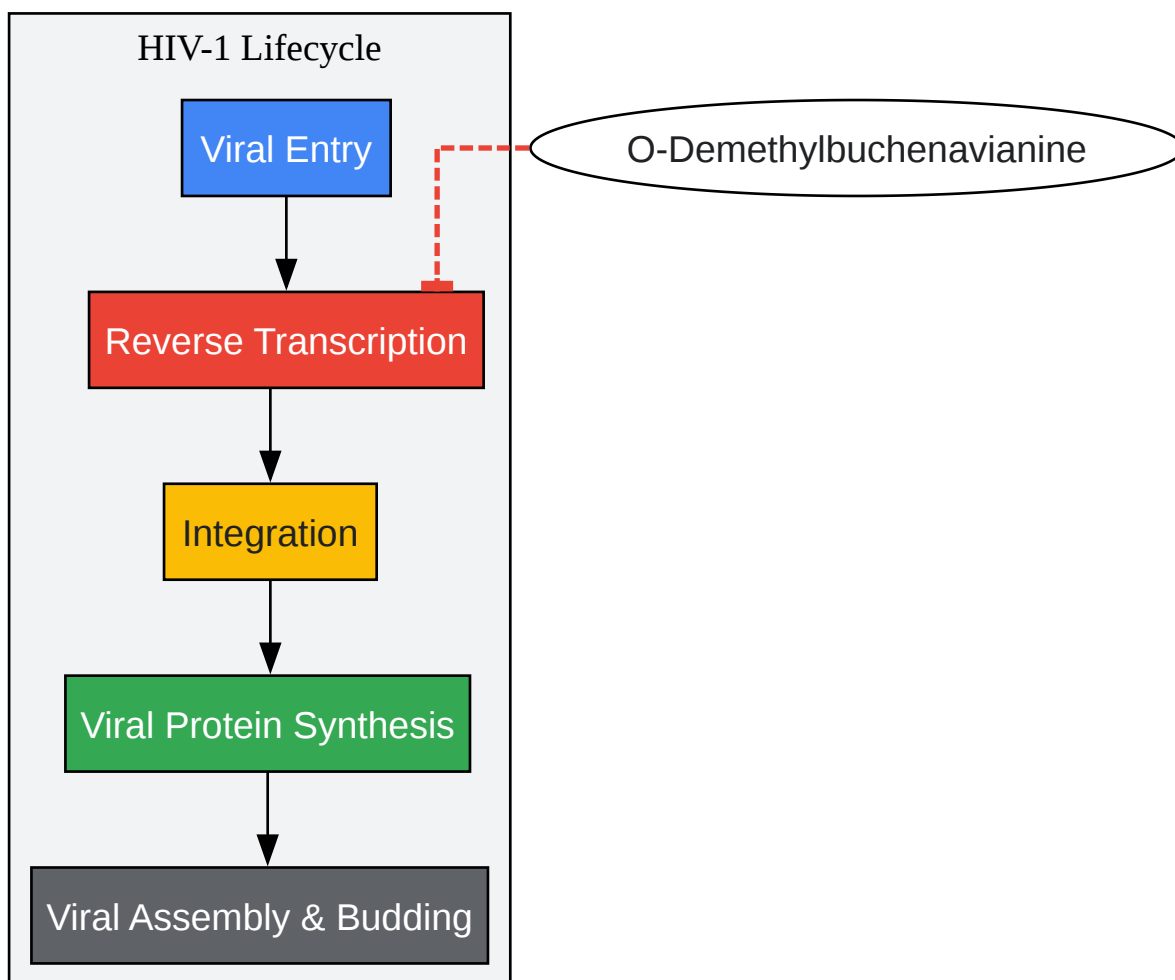 HIV-1 Lifecycle
Viral Entry
O-Demethylbuchenavianine
Reverse Transcription
Integration
Viral Protein Synthesis
Viral Assembly & Budding